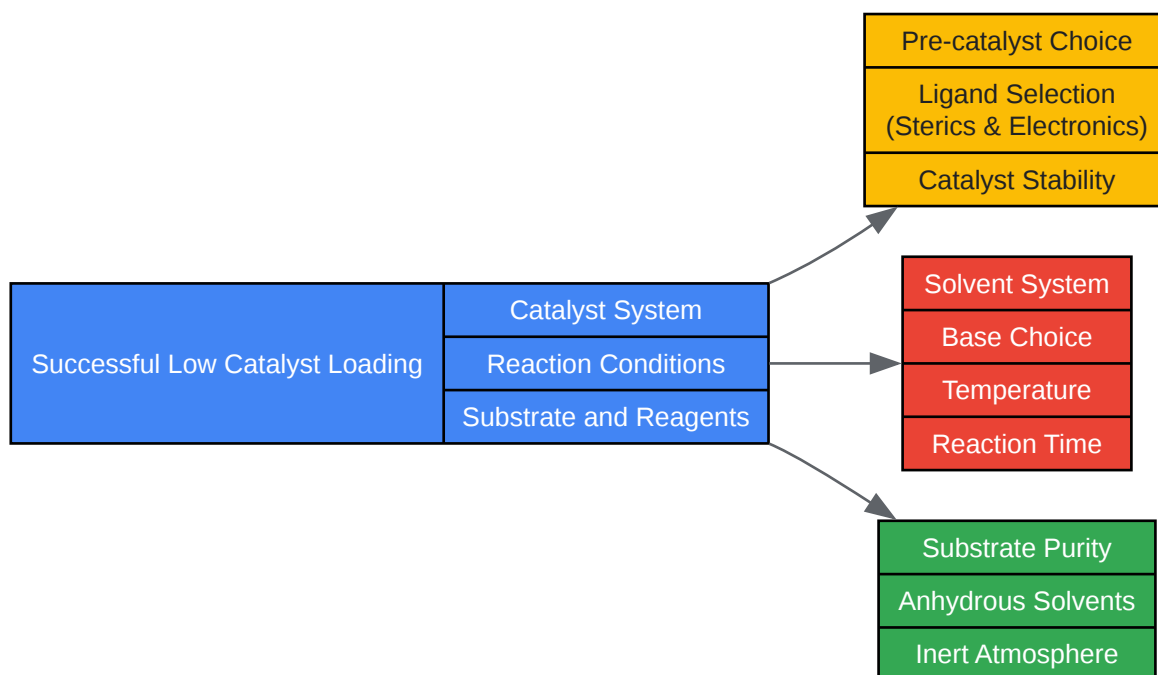 Successful Low Catalyst Loading
Catalyst System
Reaction Conditions
Substrate and Reagents
Pre-catalyst Choice
Ligand Selection
(Sterics & Electronics)
Catalyst Stability
Solvent System
Base Choice
Temperature
Reaction Time
Substrate Purity
Anhydrous Solvents
Inert Atmosphere